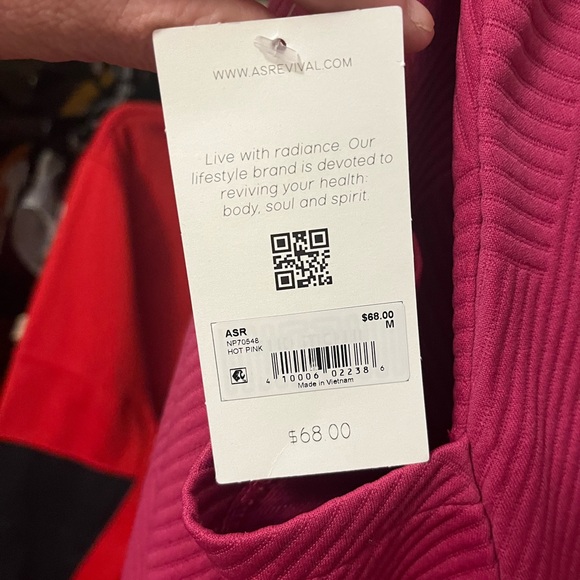 WWW.ASREVIVAL.COM
Live with radiance. Our
lifestyle brand is devoted to
reviving your health:
body, soul and spirit.
ASR
$68.00
NP70548
M
HOT PINK
4 10006 02238 6
Made in Vietnam
$68.00